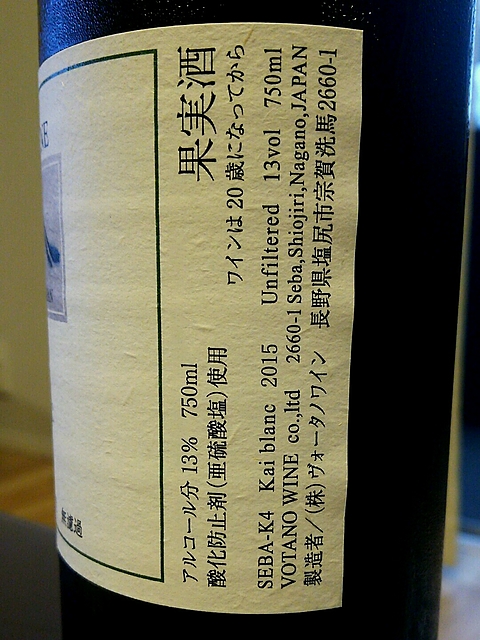 NE
無濾過
アルコール分 13% 750ml
果実酒
酸化防止剤(亜硫酸塩)使用
ワインは 20 歳になってから
SEBA-K4 Kai blanc 2015 Unfiltered 13vol 750ml
VOTANO WINE co.,ltd 2660-1 Seba,Shiojiri,Nagano,JAPAN
製造者/(株)ヴォータノワイン 長野県塩尻市宗賀洗馬2660-1